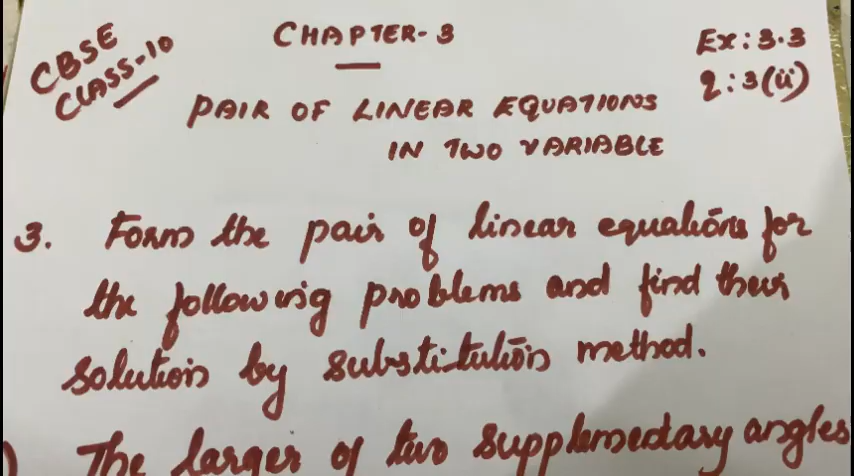 CBSE
CLASS-10
CHAPTER-3
Ex: 3.3
Q: 3(ii)
PAIR OF LINEAR EQUATIONS
IN TWO VARIABLE
3. Form the pair of linear equations for
the following problems and find their
solution by substitution method.
) The larger of two supplementary angles